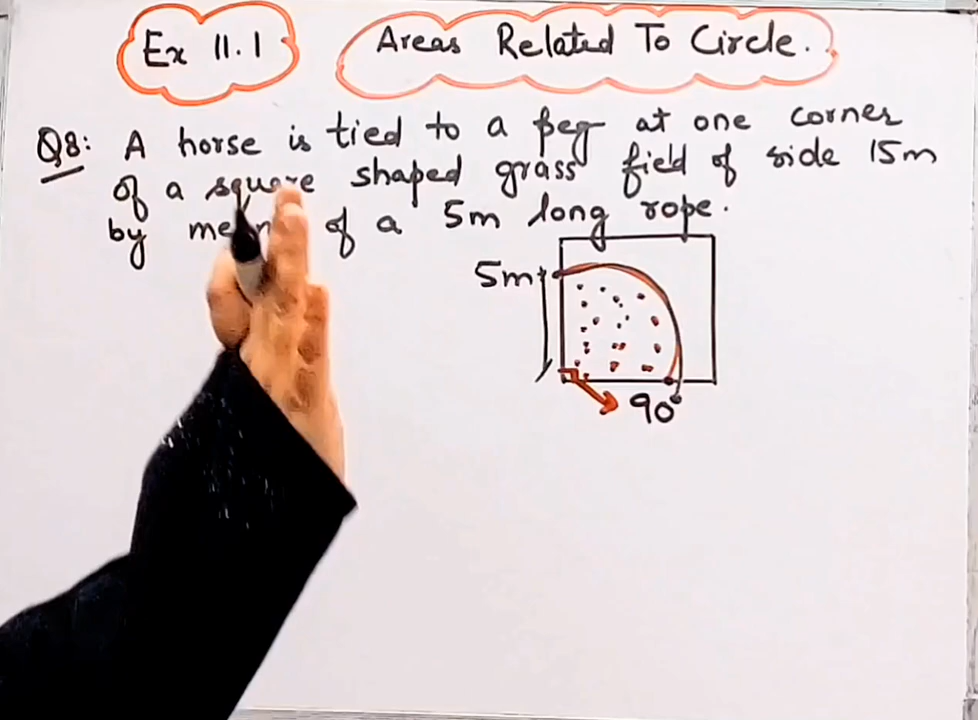 Ex 11.1
Areas Related To Circle.
Q8: A horse is tied to a peg at one corner
of a square shaped grass field of side 15m
by of a 5m long rope.
5m
90°